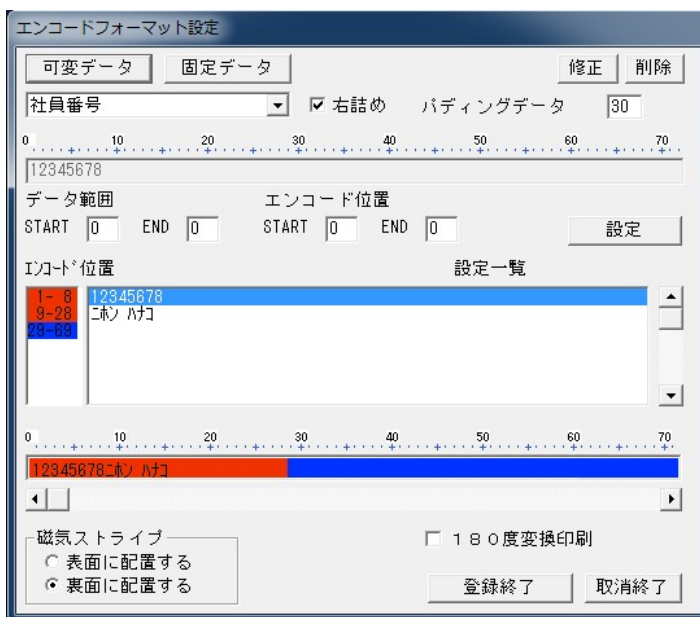 エンコードフォーマット設定
可変データ 固定データ 修正 削除
社員番号 右詰め パディングデータ 30
0 10 20 30 40 50 60 70
12345678
データ範囲 エンコード位置
START 0 END 0 START 0 END 0 設定
エンコード位置 設定一覧
1- 8 12345678
9-28 ニホン ハナコ
29-69
0 10 20 30 40 50 60 70
12345678ニホン ハナコ
磁気ストライプ
180度変換印刷
表面に配置する
裏面に配置する
登録終了 取消終了